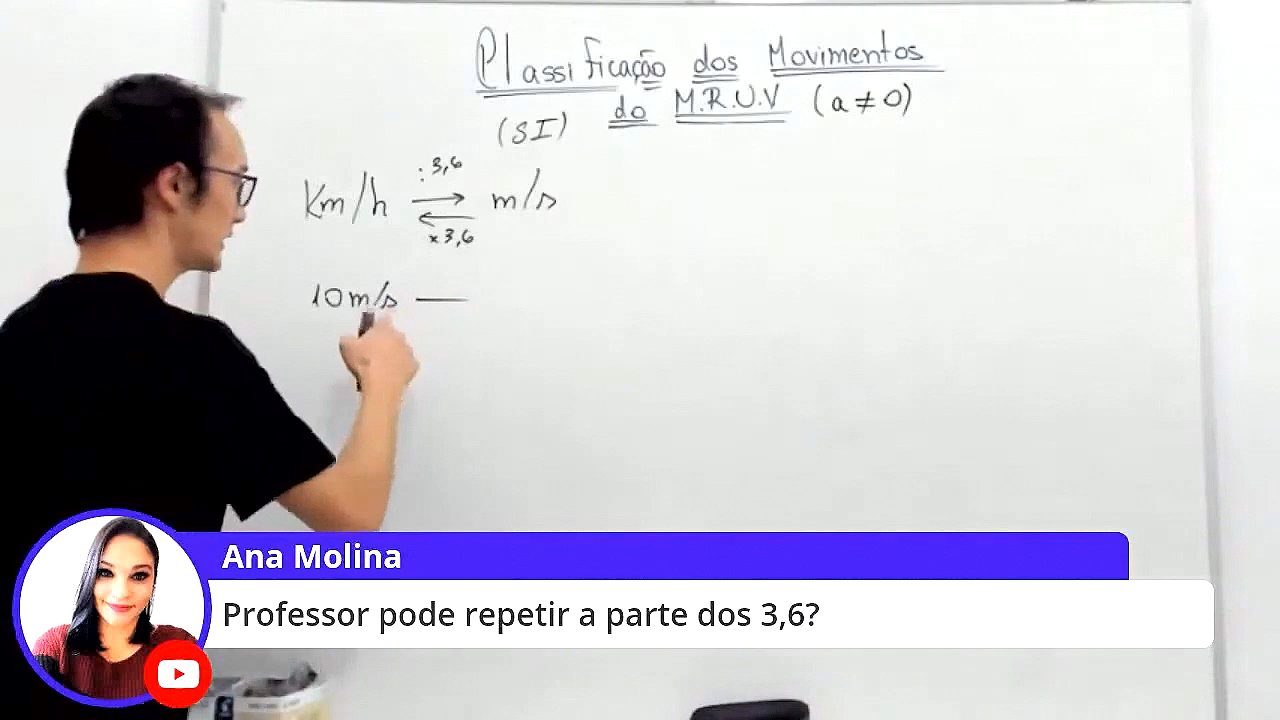 Classificação dos Movimentos
do M.R.U.V (a ≠ 0)
(SI)
:3,6
Km/h → m/s
←
x3,6
10m/s —
Ana Molina
Professor pode repetir a parte dos 3,6?